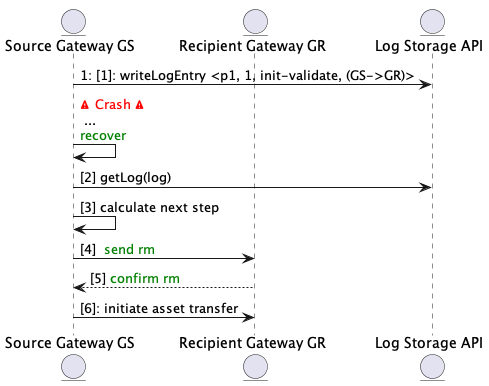 Source Gateway GS Recipient Gateway GR Log Storage API
1: [1]: writeLogEntry <p1, 1, init-validate, (GS->GR)>
⚠ Crash ⚠
...
recover
[2] getLog(log)
[3] calculate next step
[4] send rm
[5] confirm rm
[6]: initiate asset transfer
Source Gateway GS Recipient Gateway GR Log Storage API